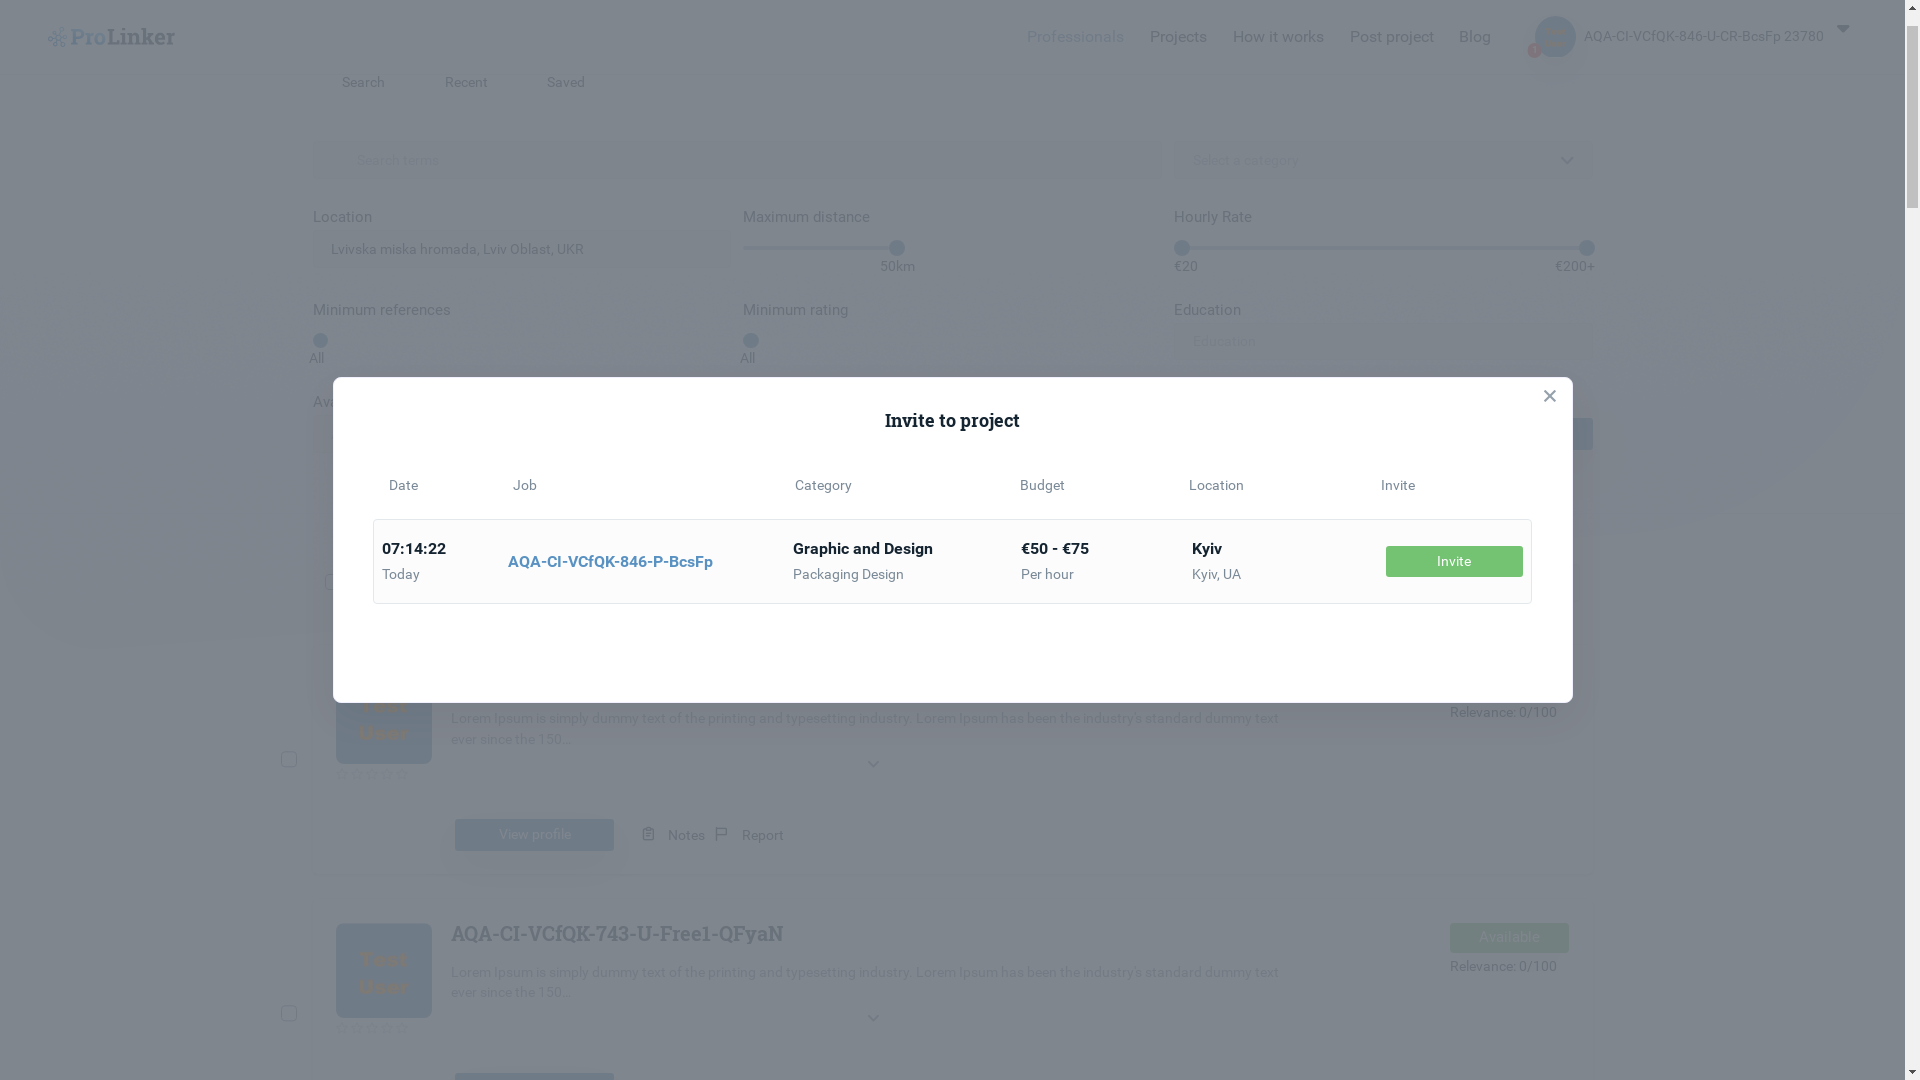 ProLinker
Professionals
Projects
How it works
Post project
Blog
1
AQA-CI-VCfQK-846-U-CR-BcsFp 23780
Search
Recent
Saved
Search terms
Select a category
Location
Maximum distance
Hourly Rate
Lvivska miska hromada, Lviv Oblast, UKR
50km
€20
€200+
Minimum references
Minimum rating
Education
Education
All
All
Invite to project
Date
Job
Category
Budget
Location
Invite
07:14:22
Today
AQA-CI-VCfQK-846-P-BcsFp
Graphic and Design
Packaging Design
€50 - €75
Per hour
Kyiv
Kyiv, UA
Invite
User
Lorem Ipsum is simply dummy text of the printing and typesetting industry. Lorem Ipsum has been the industry's standard dummy text
ever since the 150...
Relevance: 0/100
View profile
Notes
Report
Test
User
AQA-CI-VCfQK-743-U-Free1-QFyaN
Lorem Ipsum is simply dummy text of the printing and typesetting industry. Lorem Ipsum has been the industry's standard dummy text
ever since the 150...
Available
Relevance: 0/100